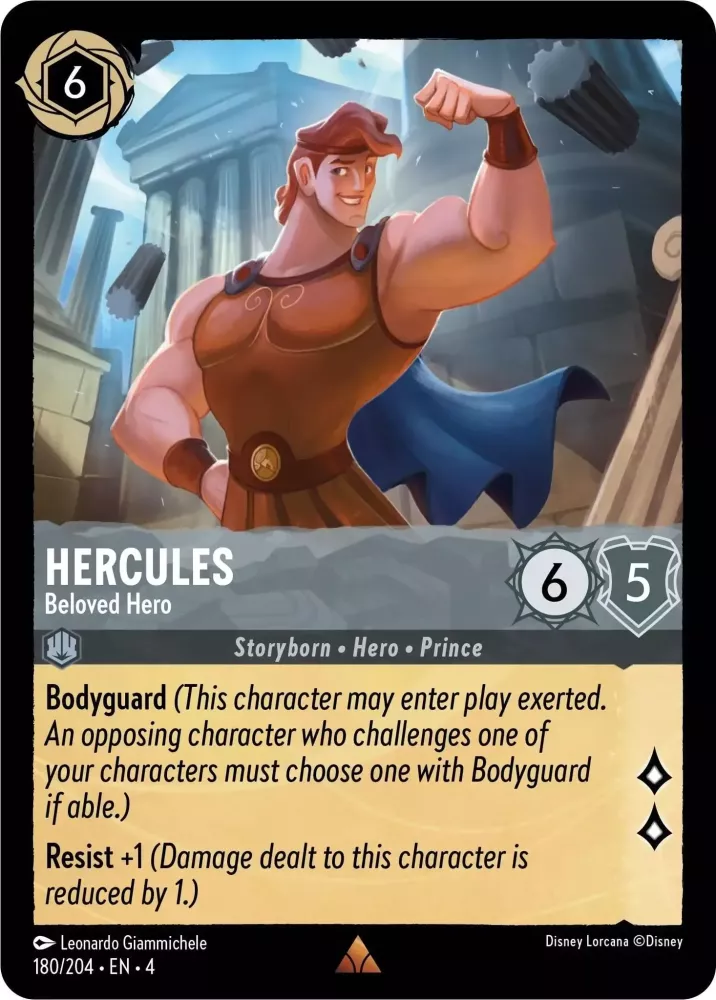 6
HERCULES
Beloved Hero
6
5
Storyborn • Hero • Prince
Bodyguard (This character may enter play exerted.
An opposing character who challenges one of
your characters must choose one with Bodyguard
if able.)
Resist +1 (Damage dealt to this character is
reduced by 1.)
Leonardo Giammichele
Disney Lorcana ©Disney
180/204 • EN • 4